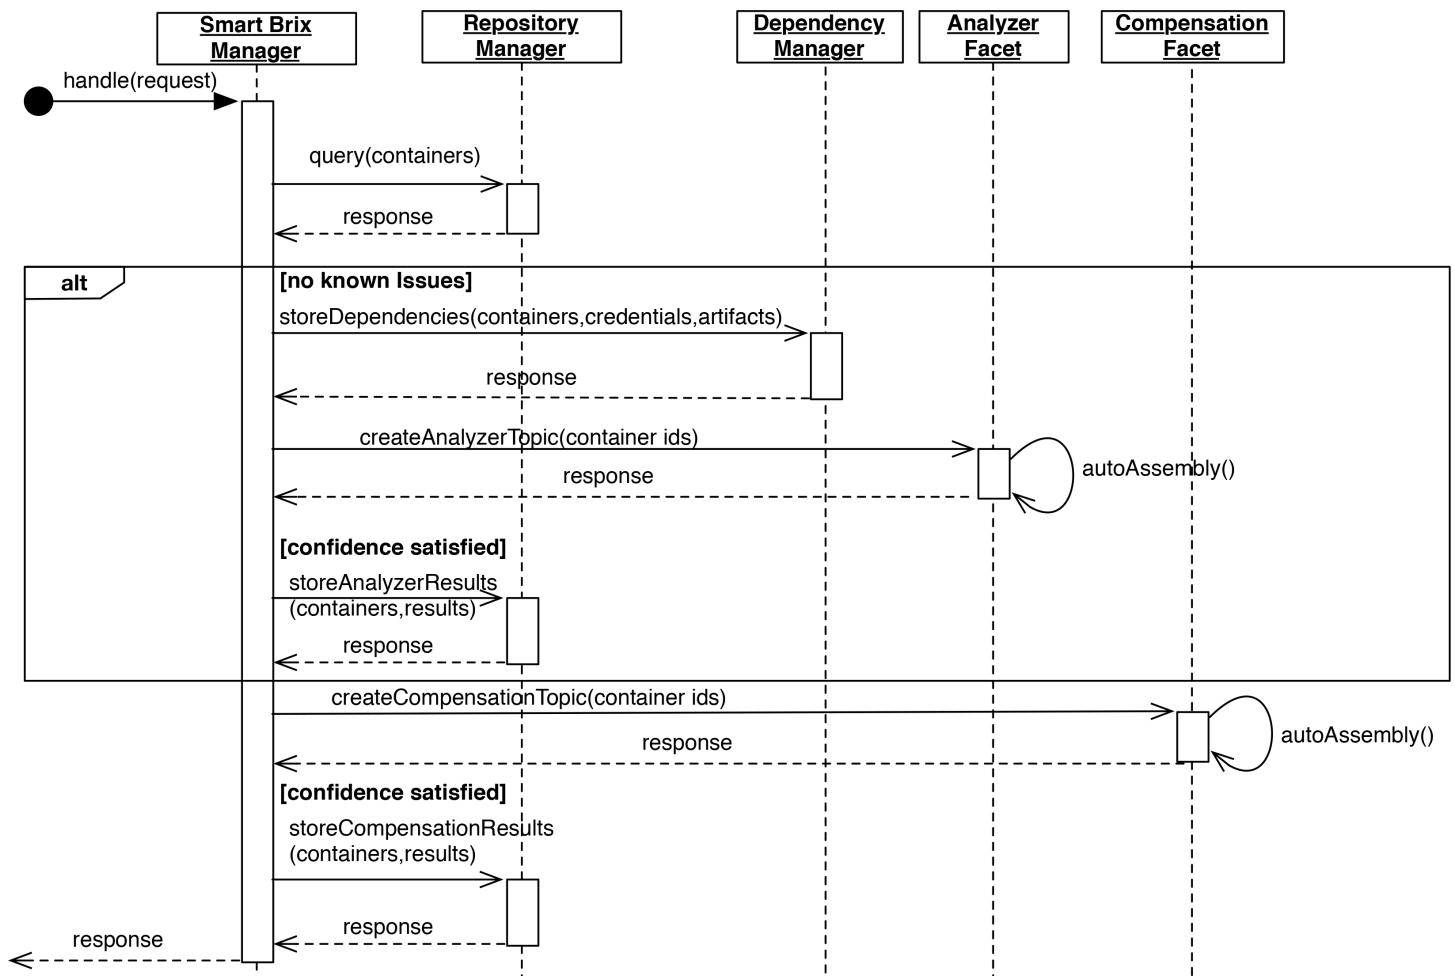 Smart Brix
Manager
Repository
Manager
Dependency
Manager
Analyzer
Facet
Compensation
Facet
handle(request)
query(containers)
response
alt
[no known Issues]
storeDependencies(containers,credentials,artifacts)
response
createAnalyzerTopic(container ids)
autoAssembly()
response
[confidence satisfied]
storeAnalyzerResults
(containers,results)
response
createCompensationTopic(container ids)
autoAssembly()
response
[confidence satisfied]
storeCompensationResults
(containers,results)
response
response